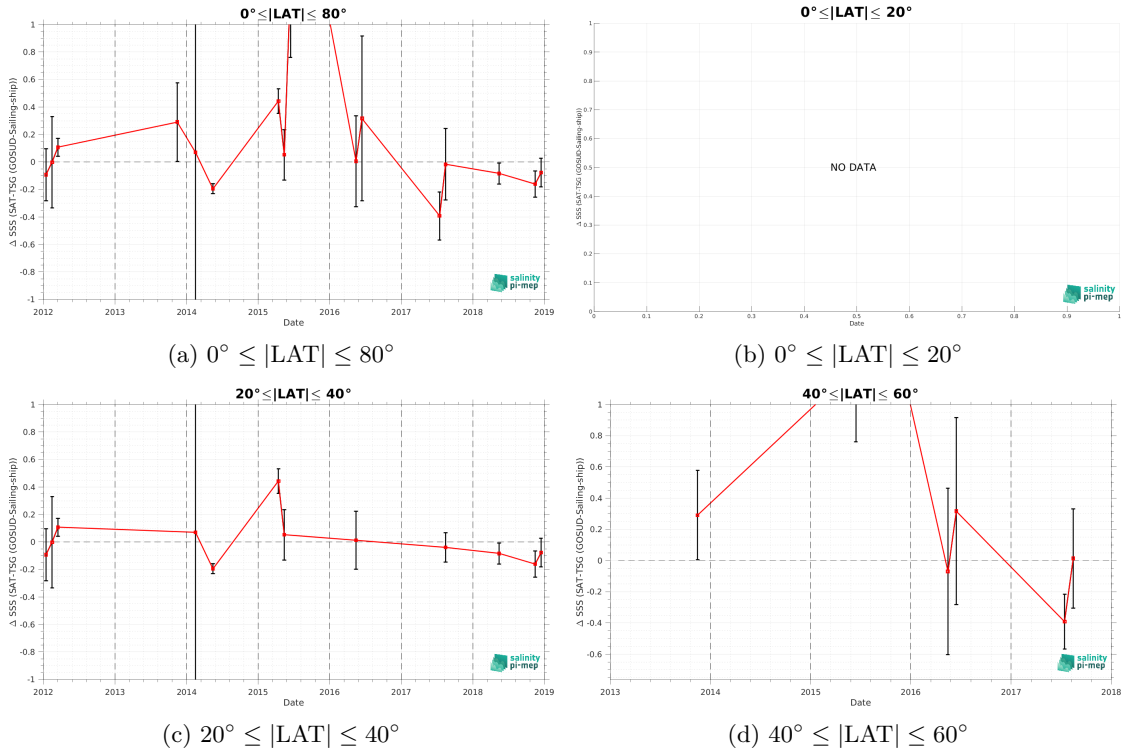 0°≤|LAT|≤ 80°
Δ SSS (SAT-TSG (GOSUD-Sailing-ship))
1
0.8
0.6
0.4
0.2
0
-0.2
-0.4
-0.6
-0.8
-1
2012 2013 2014 2015 2016 2017 2018 2019
Date
salinity
pi-mep
(a) 0° ≤ |LAT| ≤ 80°
0°≤|LAT|≤ 20°
Δ SSS (SAT-TSG (GOSUD-Sailing-ship))
1
0.9
0.8
0.7
0.6
0.5
0.4
0.3
0.2
0.1
0
NO DATA
0 0.1 0.2 0.3 0.4 0.5 0.6 0.7 0.8 0.9 1
Date
salinity
pi-mep
(b) 0° ≤ |LAT| ≤ 20°
20°≤|LAT|≤ 40°
Δ SSS (SAT-TSG (GOSUD-Sailing-ship))
1
0.8
0.6
0.4
0.2
0
-0.2
-0.4
-0.6
-0.8
-1
2012 2013 2014 2015 2016 2017 2018 2019
Date
salinity
pi-mep
(c) 20° ≤ |LAT| ≤ 40°
40°≤|LAT|≤ 60°
Δ SSS (SAT-TSG (GOSUD-Sailing-ship))
1
0.8
0.6
0.4
0.2
0
-0.2
-0.4
-0.6
2013 2014 2015 2016 2017 2018
Date
salinity
pi-mep
(d) 40° ≤ |LAT| ≤ 60°